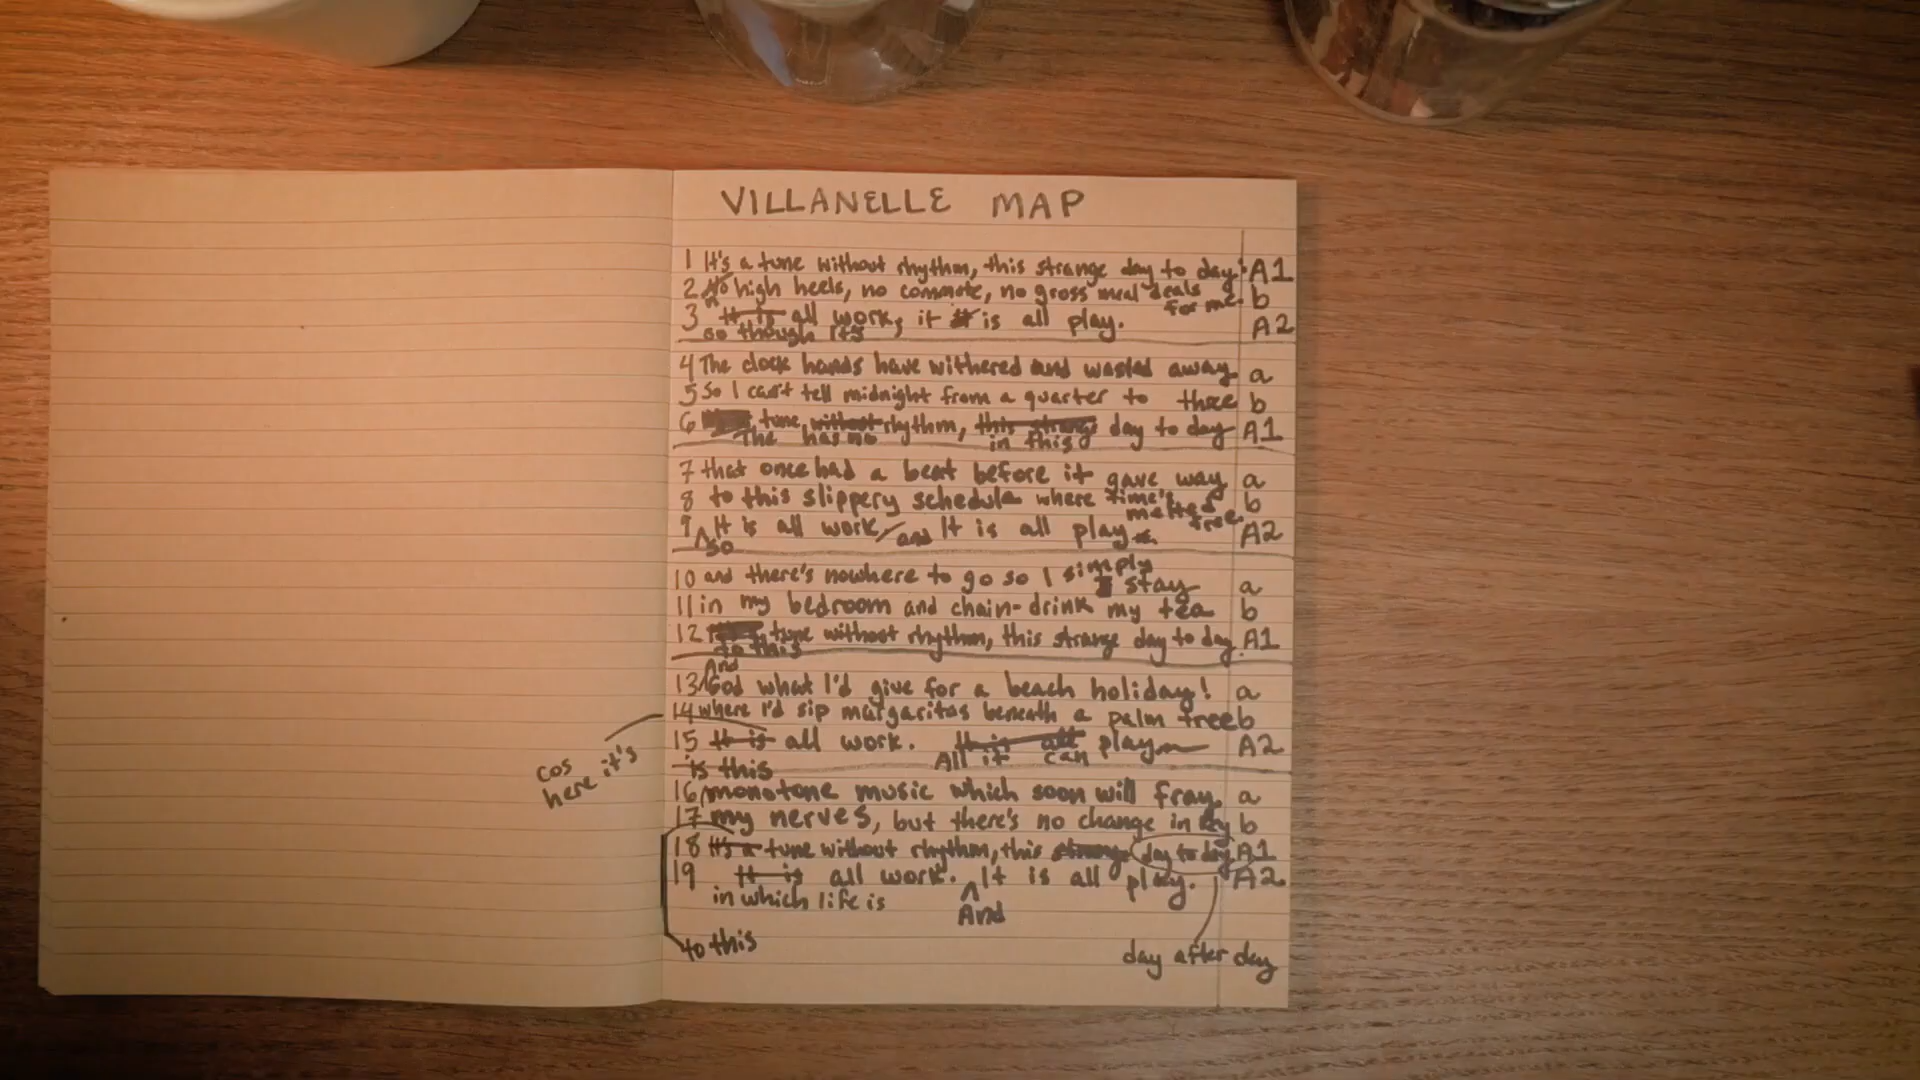 VILLANELLE MAP
1 It's a tune without rhythm, this strange day to day. A1
2 No high heels, no commute, no gross meal deals for me. b
3 It is all work, it is all play. A2
so though it's
4 The clock hands have withered and wasted away a
5 So I can't tell midnight from a quarter to three b
6 tune without rhythm, this strange day to day A1
The has no in this
7 that once had a beat before it gave way a
8 to this slippery schedule where time's melted free. b
9 It is all work and It is all play A2
so
10 and there's nowhere to go so I simply stay a
11 in my bedroom and chain-drink my tea b
12 tune without rhythm, this strange day to day. A1
to this
And
13 God what I'd give for a beach holiday! a
14 where I'd sip margaritas beneath a palm tree b
15 It is all work. It is all play A2
cos here it's
is this All it can
16 monotone music which soon will fray a
17 my nerves, but there's no change in key b
18 It's a tune without rhythm, this strange day to day A1
19 It is all work. It is all play. A2
in which life is And
to this
day after day